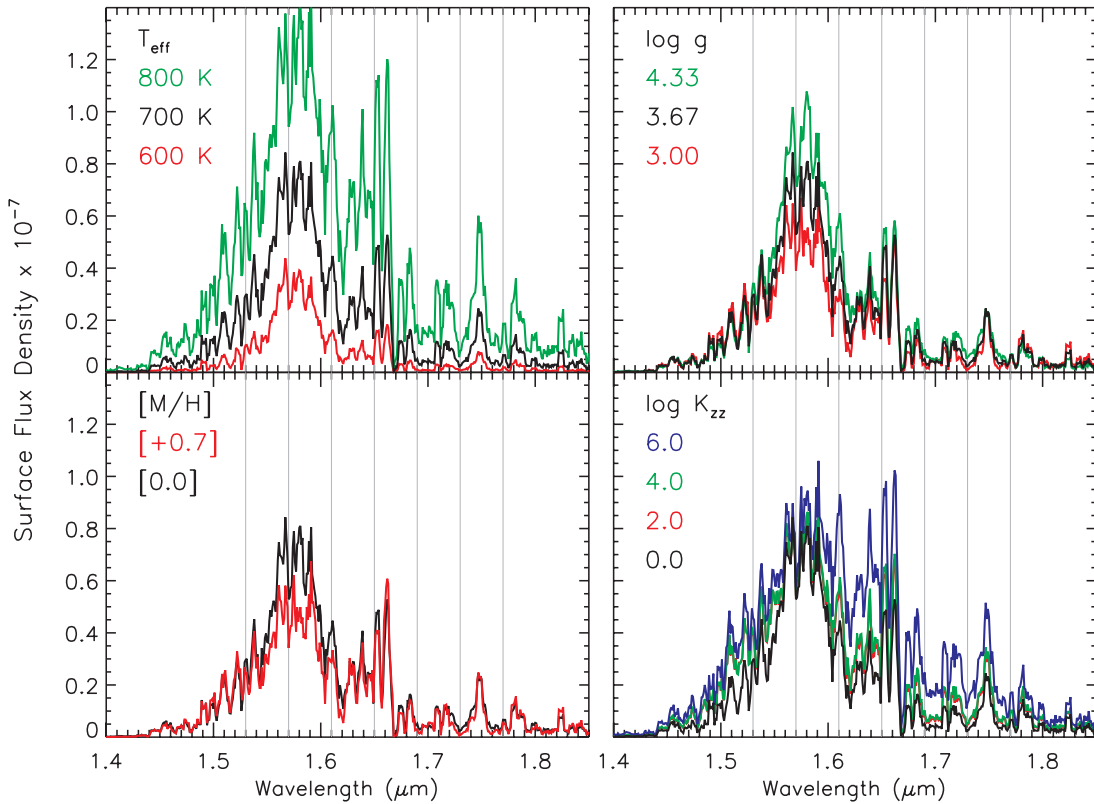 Surface Flux Density x 10⁻⁷
1.2
1.0
0.8
0.6
0.4
0.2
0
T_eff
800 K
700 K
600 K
log g
4.33
3.67
3.00
1.2
1.0
0.8
0.6
0.4
0.2
0
[M/H]
[+0.7]
[0.0]
log K_zz
6.0
4.0
2.0
0.0
1.4 1.5 1.6 1.7 1.8
1.4 1.5 1.6 1.7 1.8
Wavelength (μm)
Wavelength (μm)